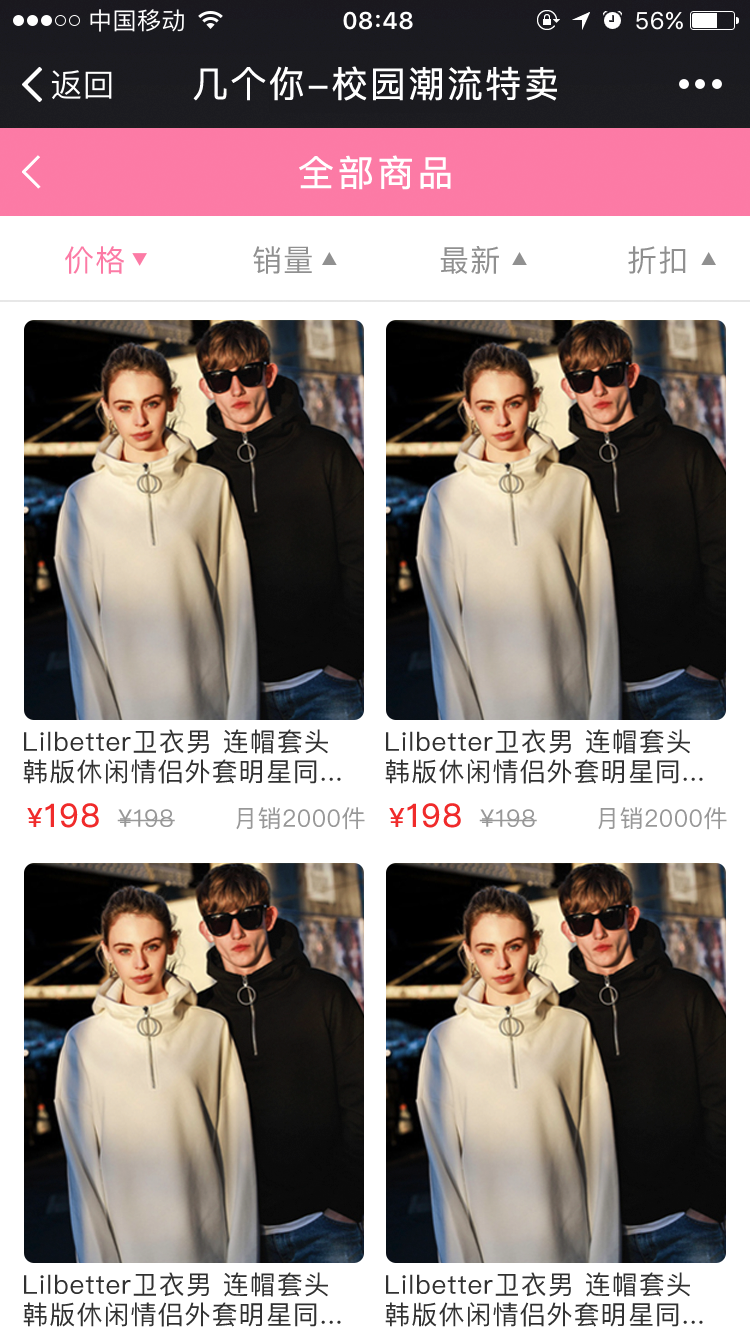 中国移动 08:48 56%
返回 几个你-校园潮流特卖
全部商品
价格 销量 最新 折扣
Lilbetter卫衣男 连帽套头 Lilbetter卫衣男 连帽套头
韩版休闲情侣外套明星同... 韩版休闲情侣外套明星同...
¥198 ¥198 月销2000件 ¥198 ¥198 月销2000件
Lilbetter卫衣男 连帽套头 Lilbetter卫衣男 连帽套头
韩版休闲情侣外套明星同... 韩版休闲情侣外套明星同...